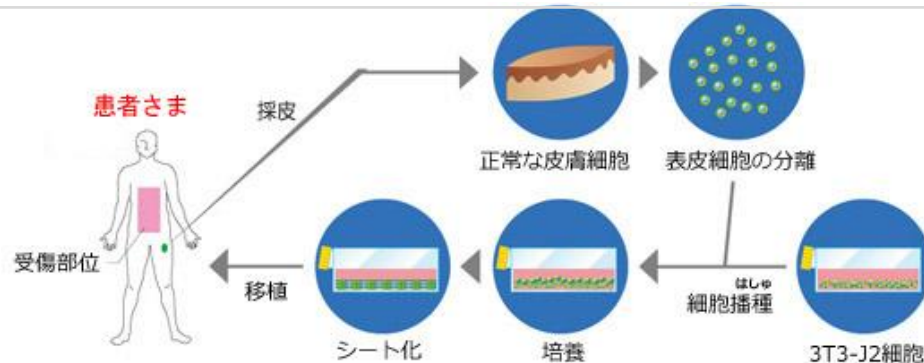 患者さま
採皮
正常な皮膚細胞
表皮細胞の分離
受傷部位
移植
シート化
培養
はしゅ
細胞播種
3T3-J2細胞